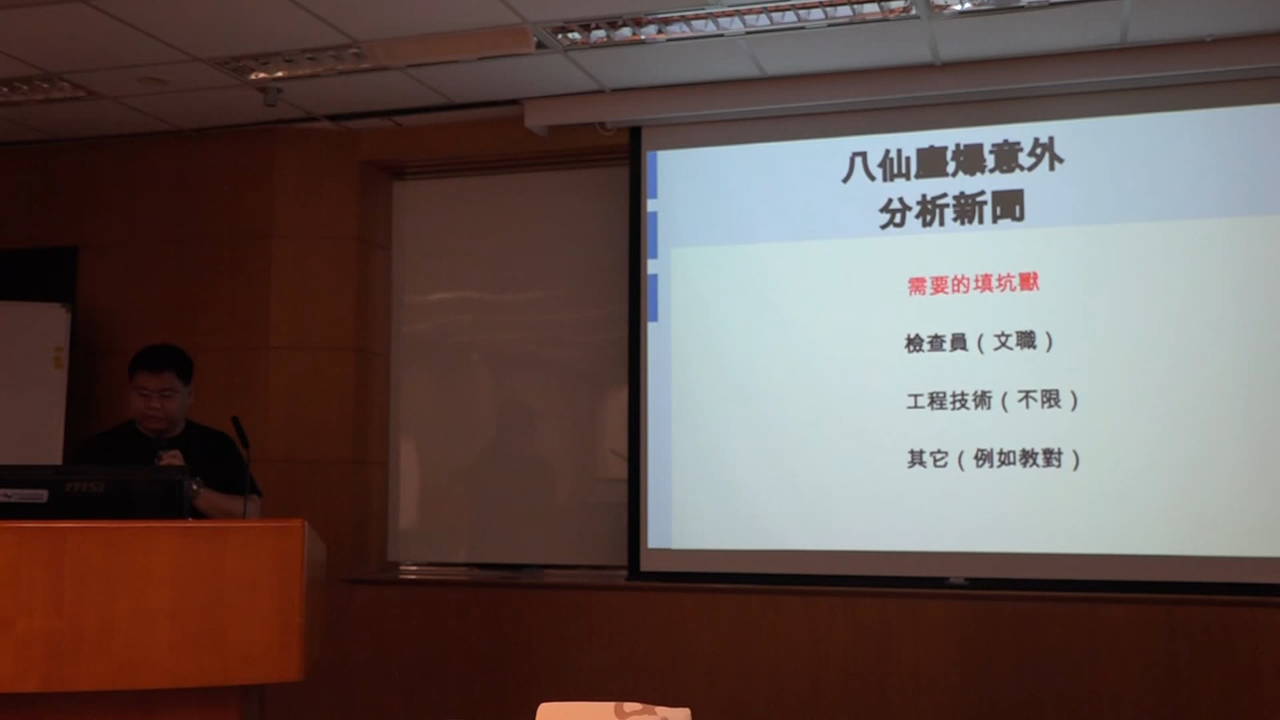 八仙塵爆意外
分析新聞
需要的填坑獸
檢查員（文職）
工程技術（不限）
其它（例如教對）
msi